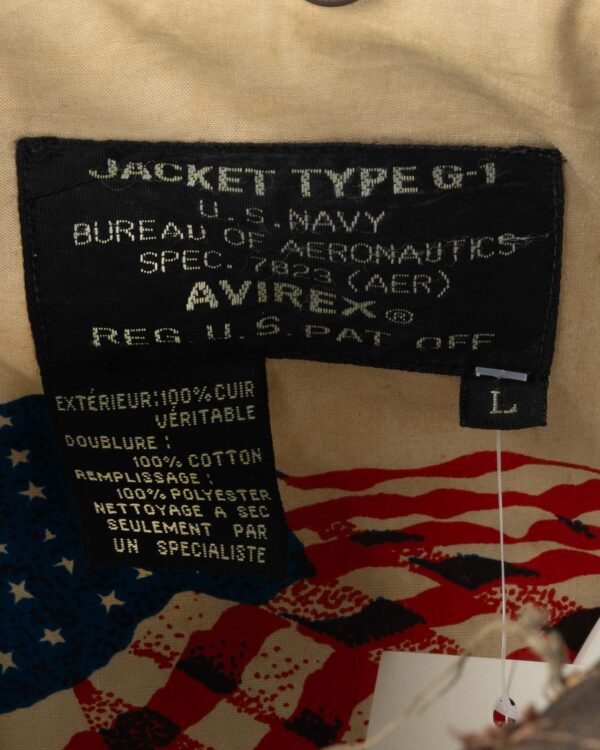 JACKET TYPE G-1
U.S. NAVY
BUREAU OF AERONAUTICS
SPEC. 7823 (AER)
AVIREX®
REG. U.S. PAT OFF
L
EXTÉRIEUR:100% CUIR
VÉRITABLE
DOUBLURE :
100% COTTON
REMPLISSAGE:
100% POLYESTER
NETTOYAGE A SEC
SEULEMENT PAR
UN SPECIALISTE